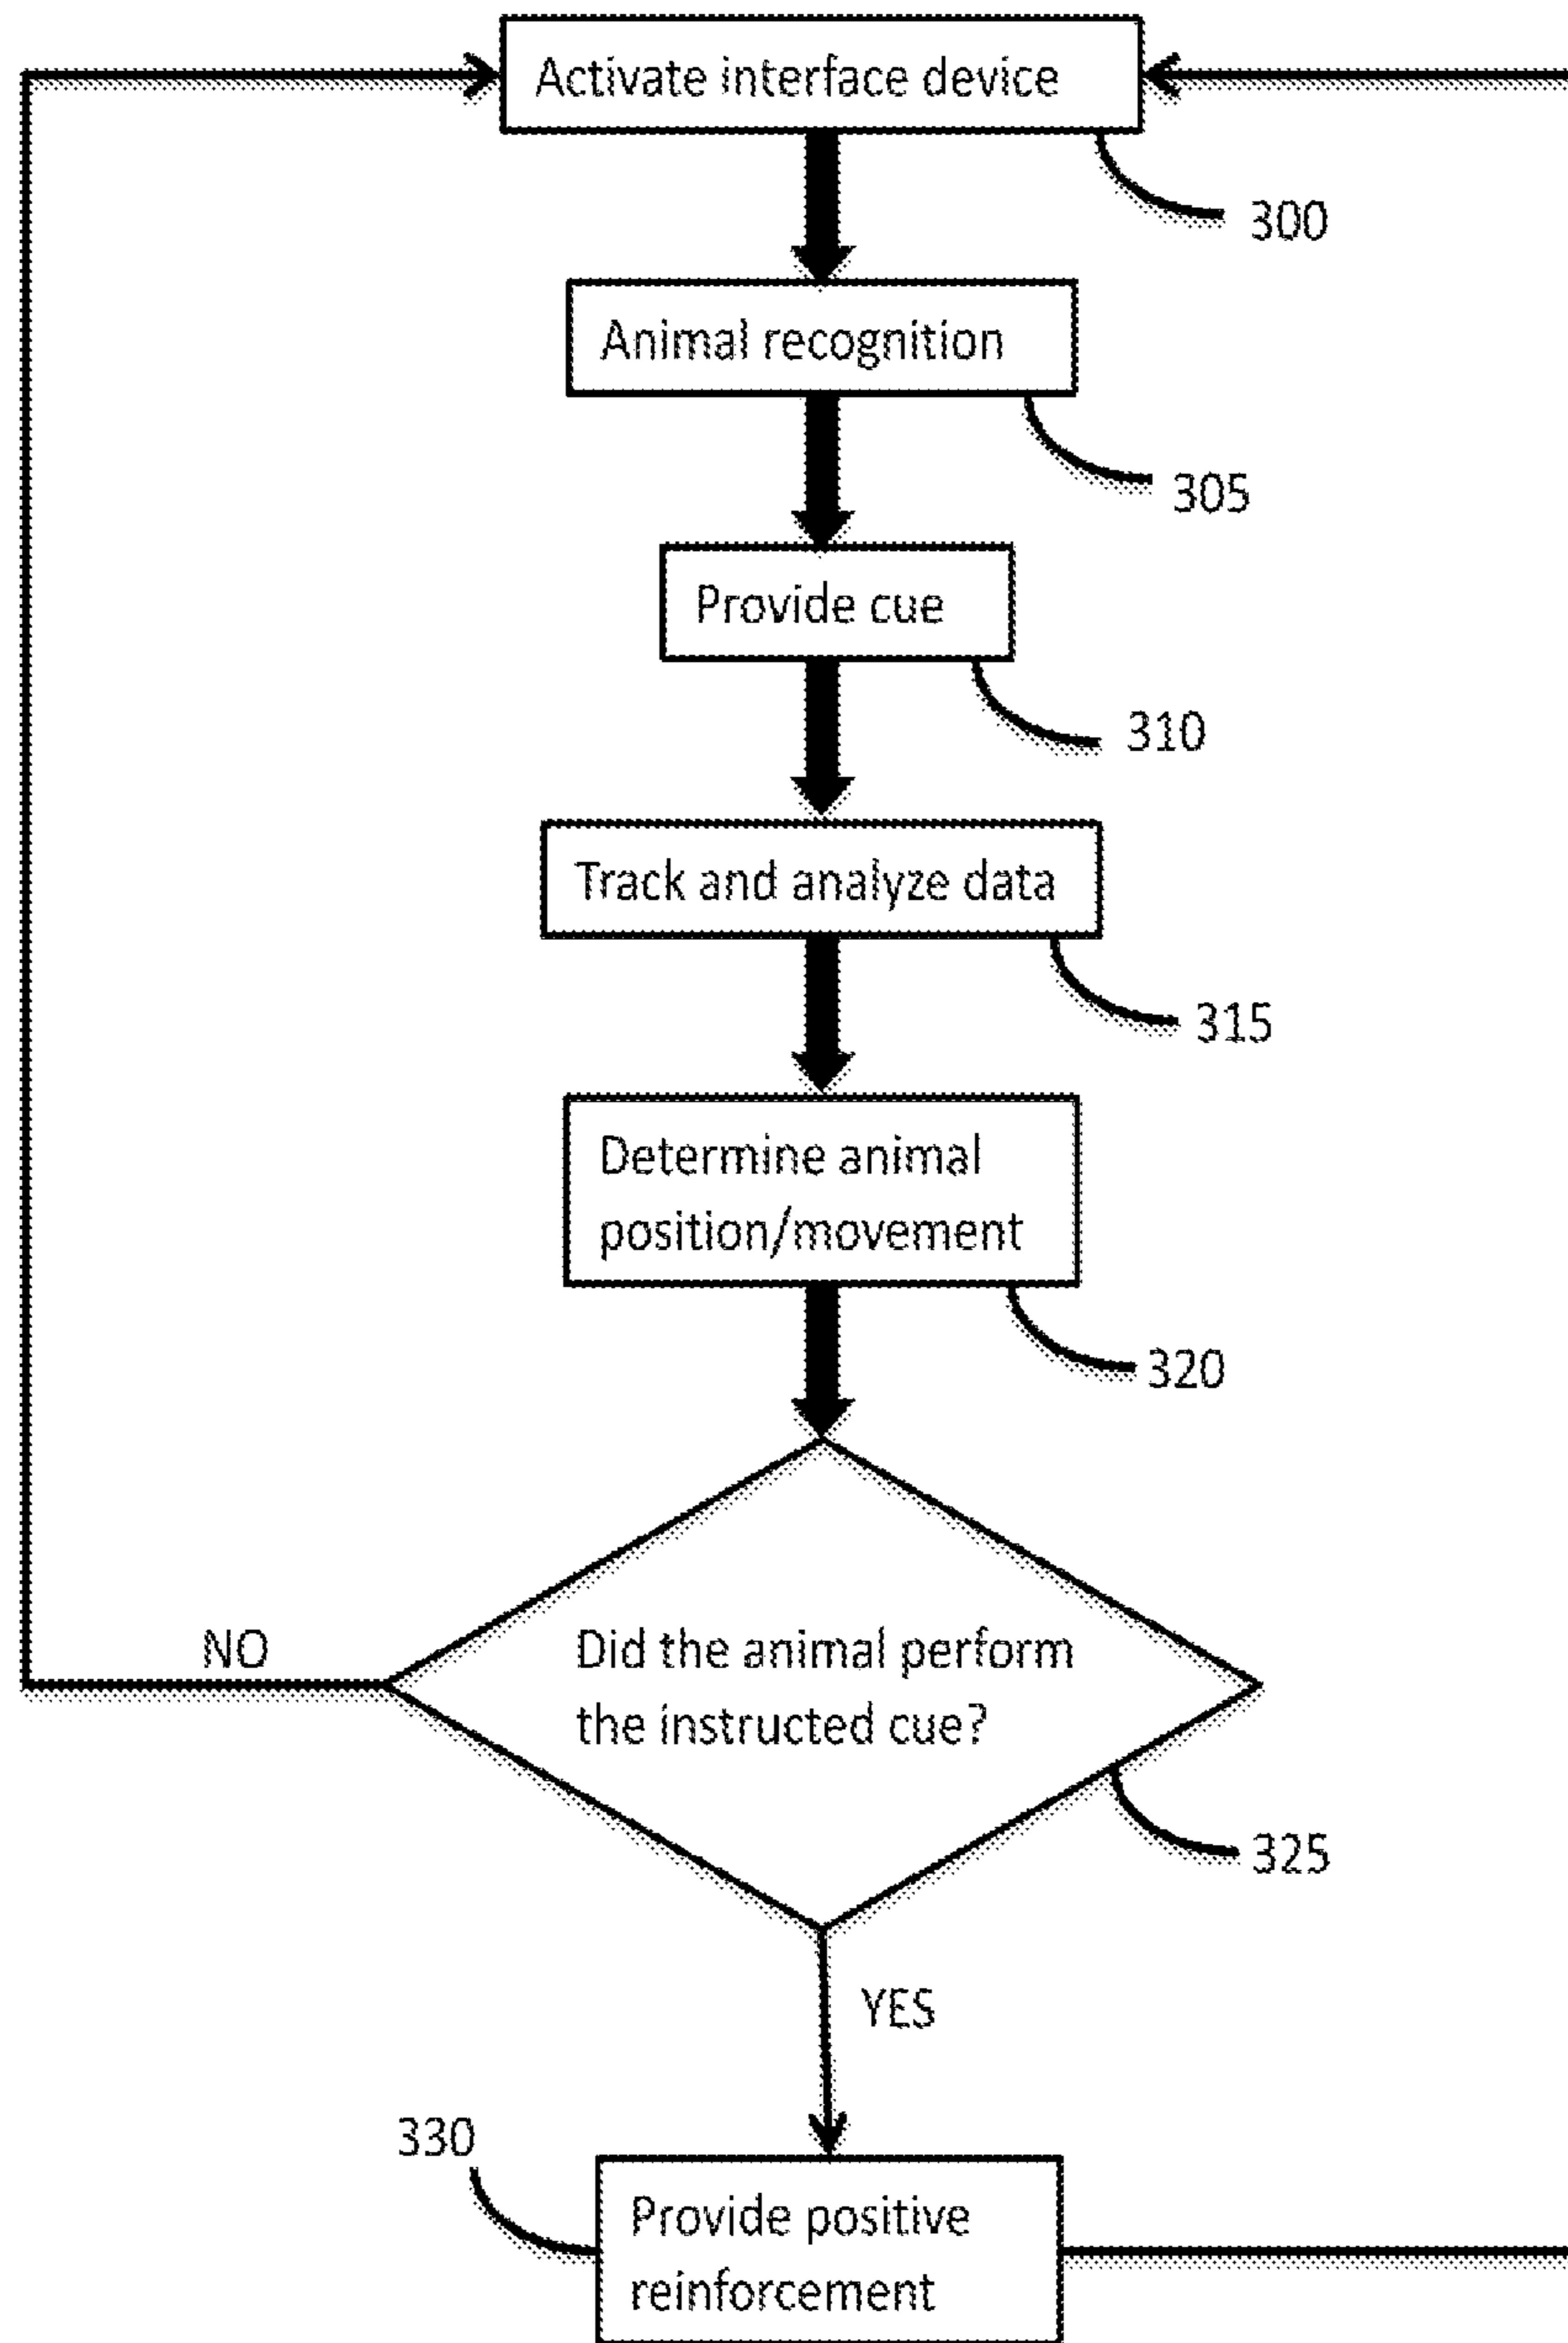 Activate interface device
300
Animal recognition
305
Provide cue
310
Track and analyze data
315
Determine animal
position/movement
320
Did the animal perform
the instructed cue?
NO
325
YES
330
Provide positive
reinforcement